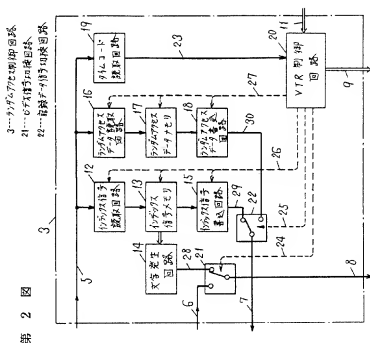 第 2 図
3…ランダムアクセス制御回路
21…ビデオ信号切換回路
22…記録データ信号切換回路
3
19
タイムコード
読取回路
23
11
20
VTR制御
回路
9
16
ランダムアクセス
データ読取
回路
17
ランダムアクセス
データメモリ
18
ランダムアクセス
データ書込
回路
27
30
26
12
インデックス信号
読取回路
13
インデックス
信号メモリ
15
インデックス信号
書込回路
29
22
25
24
14
文字発生
回路
28
21
5
6
7
8